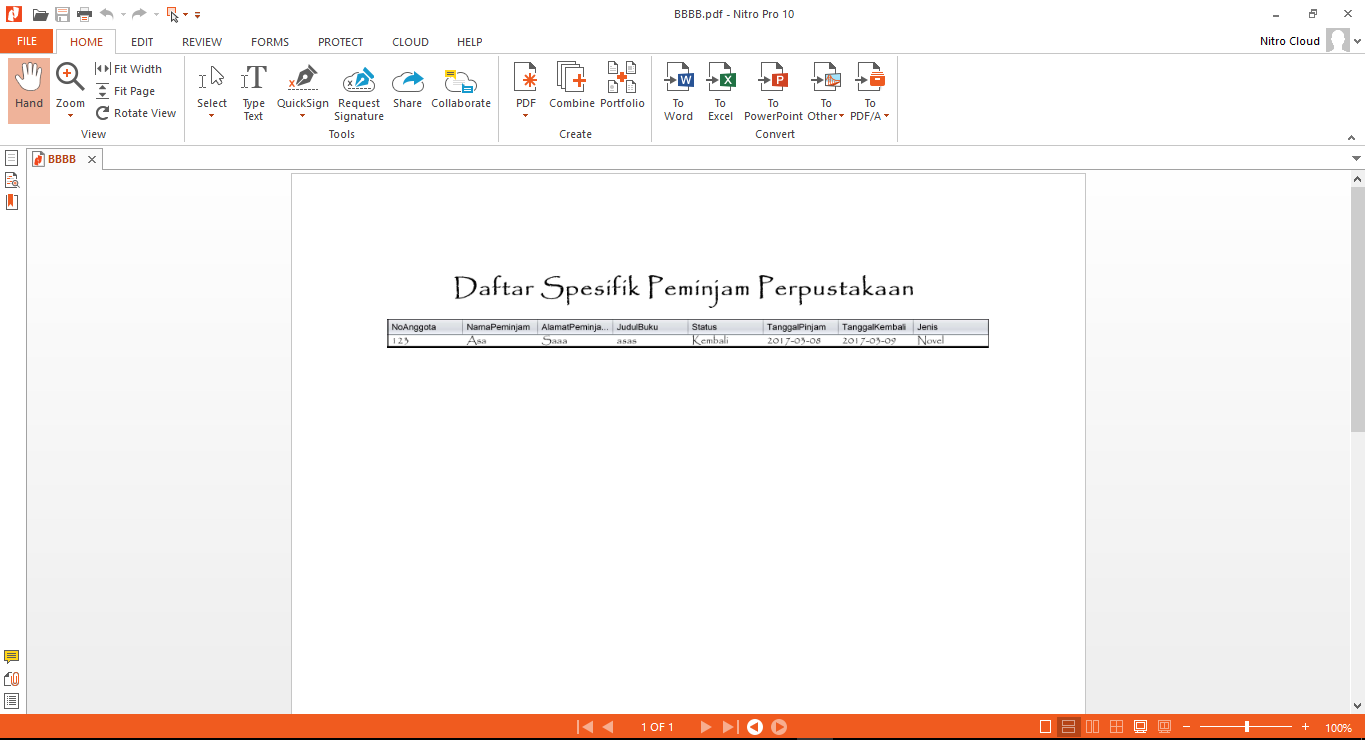 BBBB.pdf - Nitro Pro 10
FILE HOME EDIT REVIEW FORMS PROTECT CLOUD HELP Nitro Cloud
Hand
Zoom
Fit Width
Fit Page
Rotate View
View
Select
Type Text
QuickSign
Request Signature
Share
Collaborate
Tools
PDF
Combine
Portfolio
Create
To Word
To Excel
To PowerPoint
To Other
To PDF/A
Convert
BBBB
Daftar Spesifik Peminjam Perpustakaan
NoAnggota NamaPeminjam AlamatPeminja... JudulBuku Status TanggalPinjam TanggalKembali Jenis
123 Asa Saaa asas Kembali 2017-03-08 2017-03-09 Novel
1 OF 1
100%